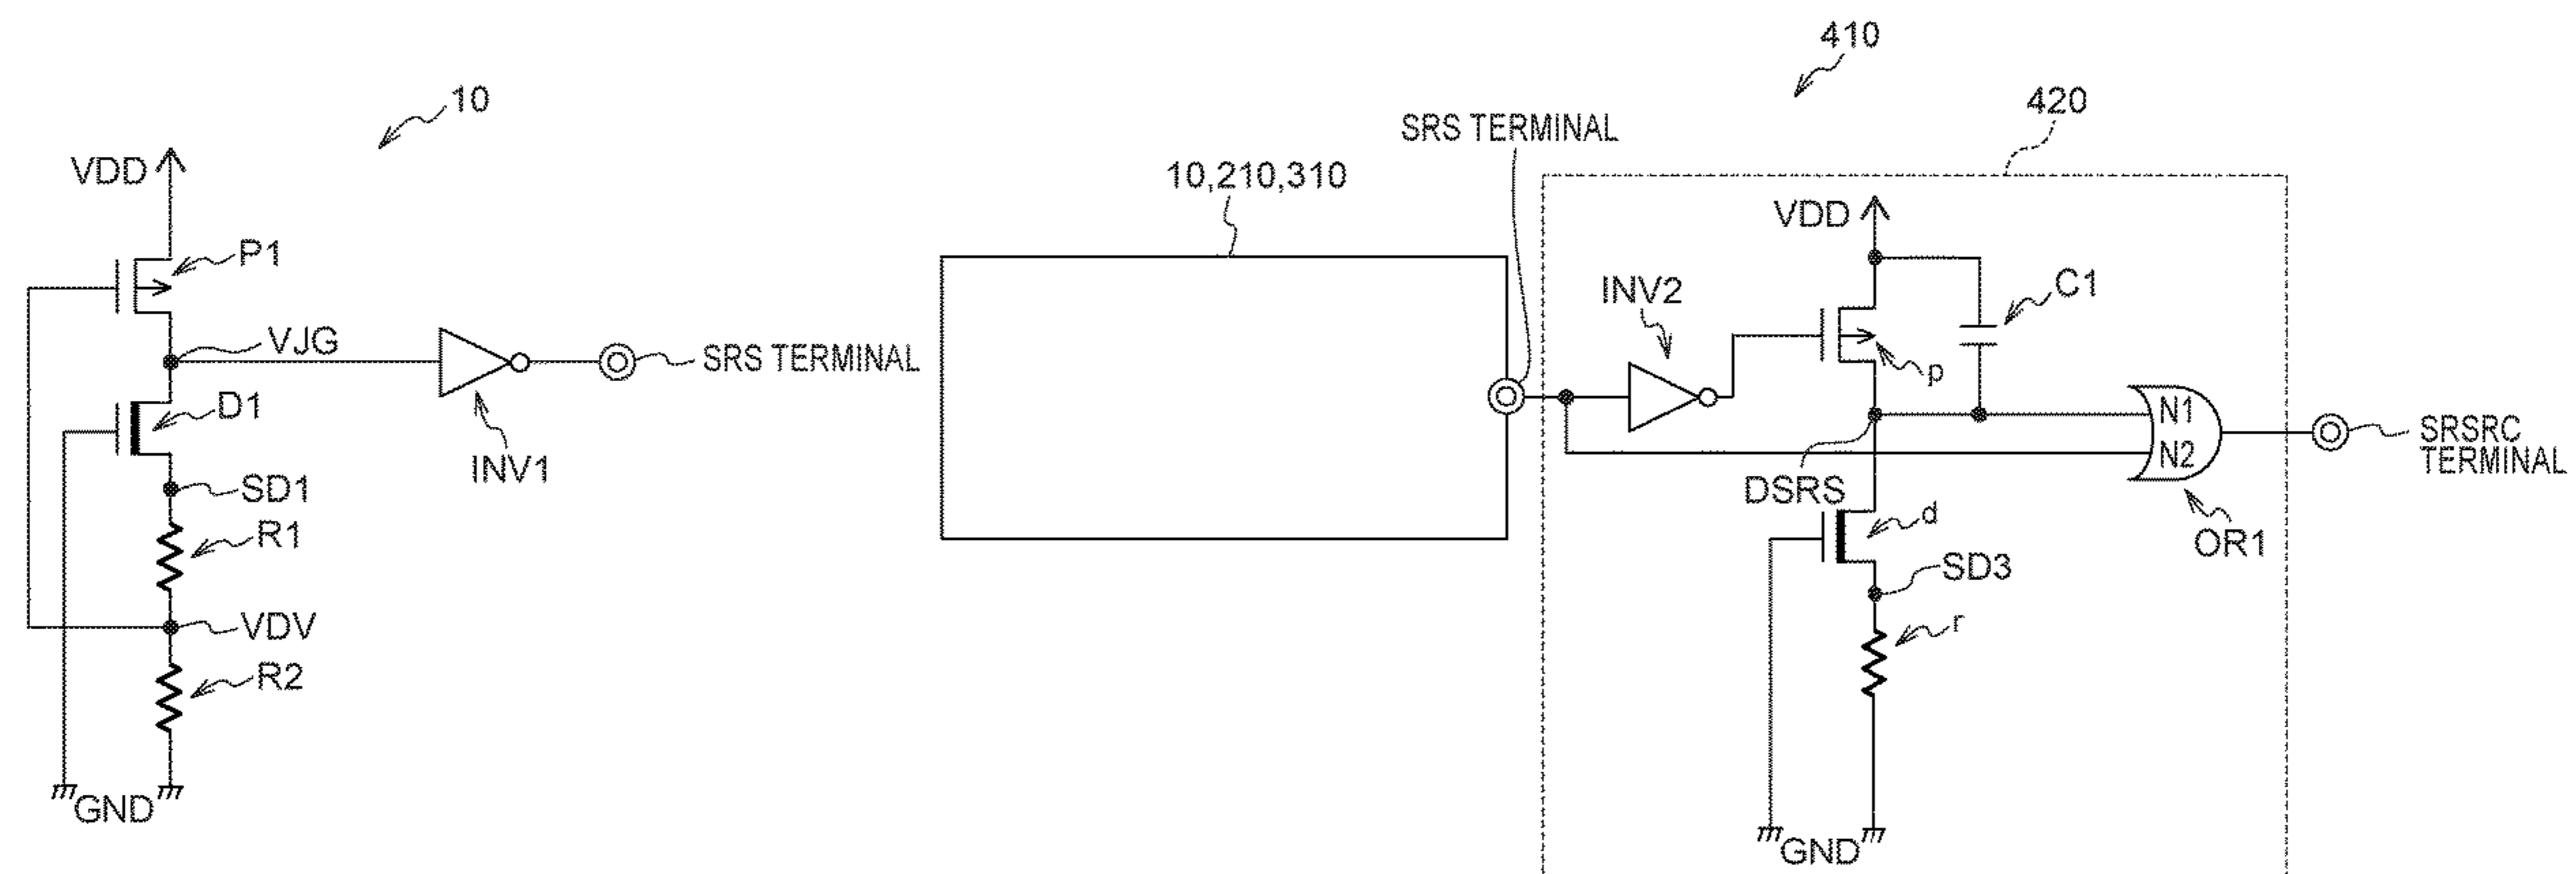 10
VDD
P1
VJG
SRS TERMINAL
D1
INV1
SD1
R1
VDV
R2
GND
410
420
SRS TERMINAL
10,210,310
VDD
INV2
C1
p
N1
N2
SRSRC
TERMINAL
DSRS
d
OR1
SD3
r
GND